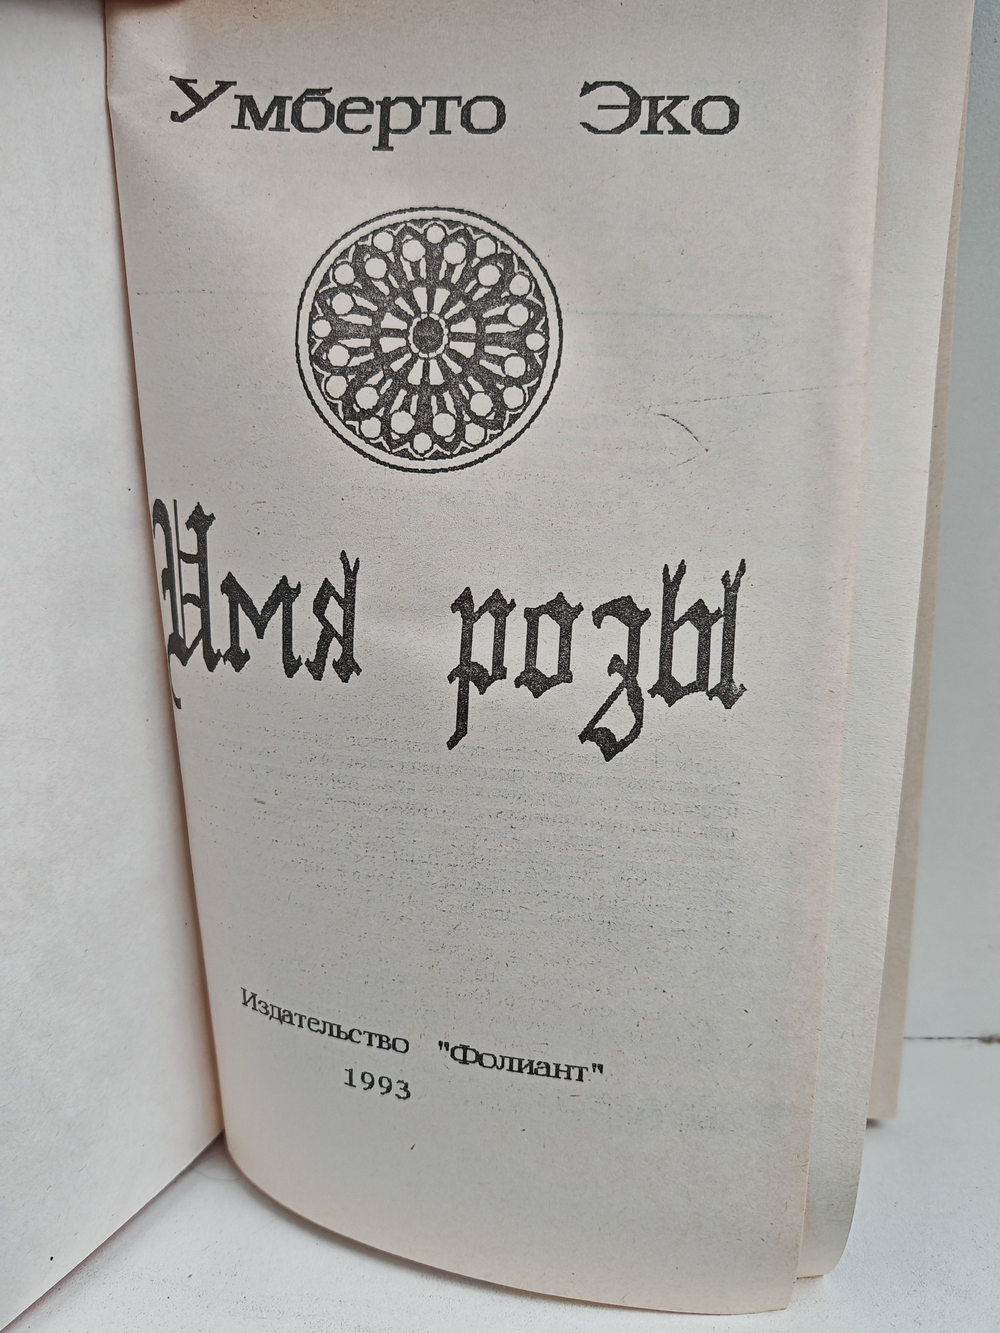 Умберто Эко
Имя розы
Издательство "Фолиант"
1993